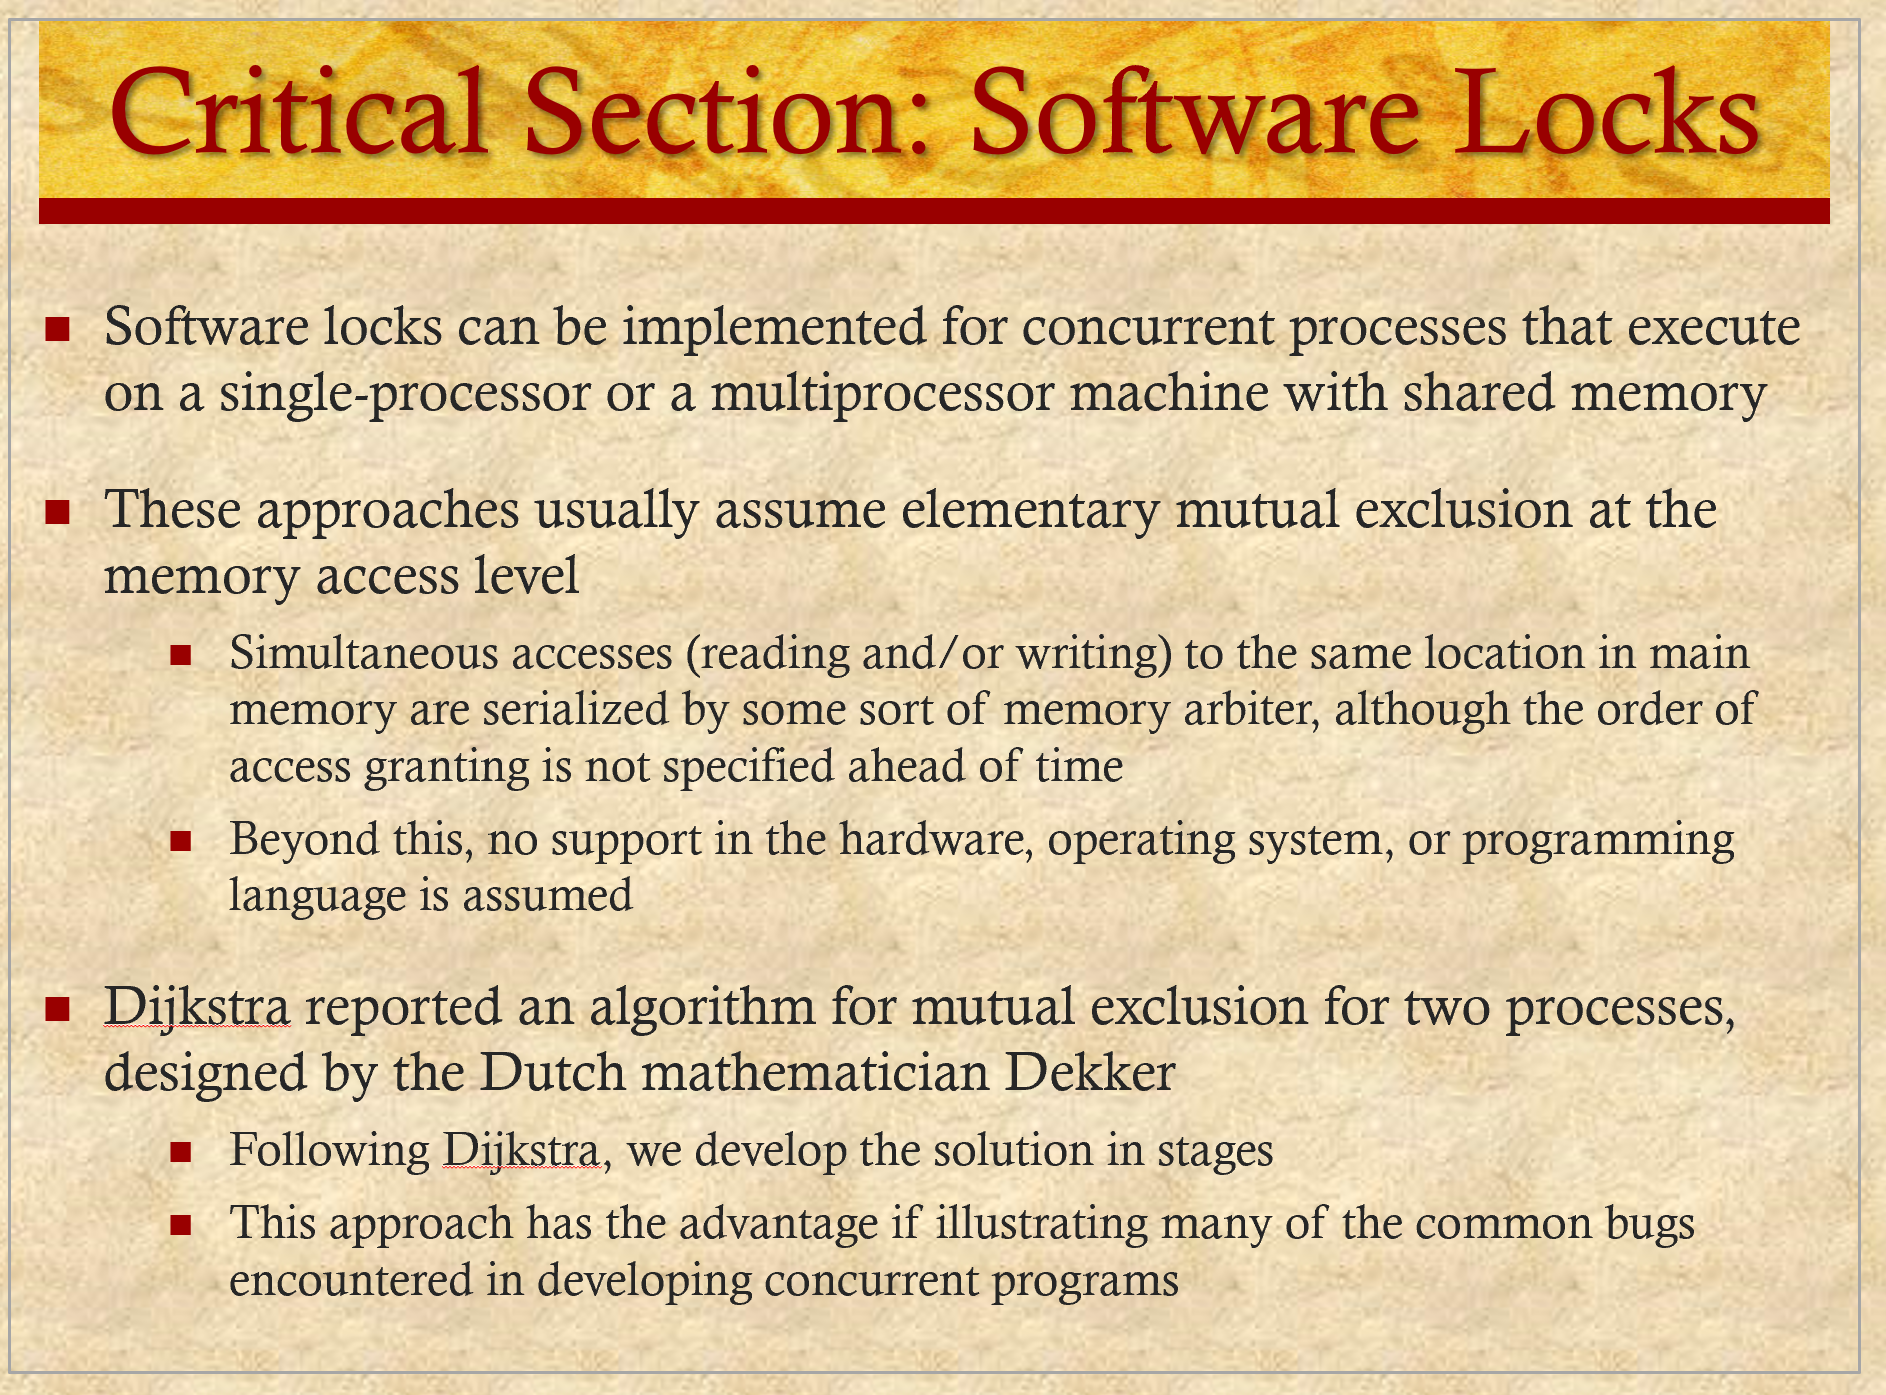 Critical Section: Software Locks
Software locks can be implemented for concurrent processes that execute
on a single-processor or a multiprocessor machine with shared memory
These approaches usually assume elementary mutual exclusion at the
memory access level
Simultaneous accesses (reading and/or writing) to the same location in main
memory are serialized by some sort of memory arbiter, although the order of
access granting is not specified ahead of time
Beyond this, no support in the hardware, operating system, or programming
language is assumed
Dijkstra reported an algorithm for mutual exclusion for two processes,
designed by the Dutch mathematician Dekker
Following Dijkstra, we develop the solution in stages
This approach has the advantage if illustrating many of the common bugs
encountered in developing concurrent programs